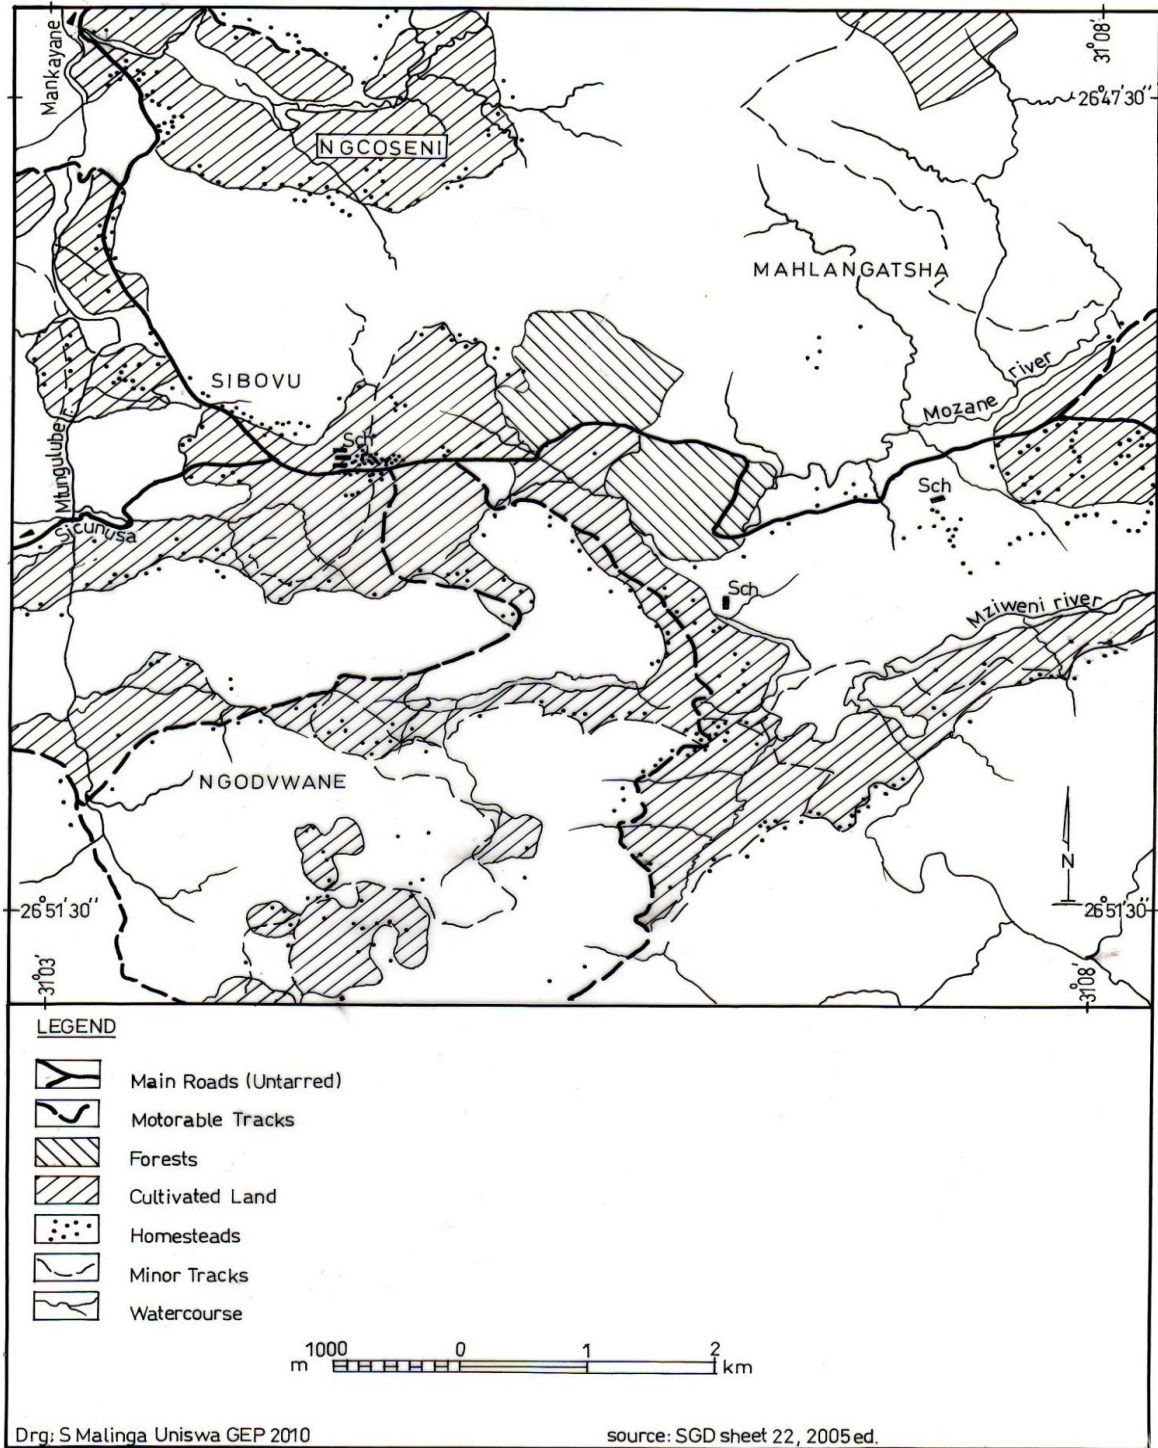 Mankayane
31°08'
26°47'30"
NGCOSENI
MAHLANGATSHA
SIBOVU
Mozane river
Sch
Sch
Mtungulube
Sicunusa
Sch
Mziweni river
NGODVWANE
N
26°51'30"
26°51'30"
31°03'
31°08'
LEGEND
Main Roads (Untarred)
Motorable Tracks
Forests
Cultivated Land
Homesteads
Minor Tracks
Watercourse
m 1000 0 1 2 km
Drg: S Malinga Uniswa GEP 2010
source: SGD sheet 22, 2005 ed.